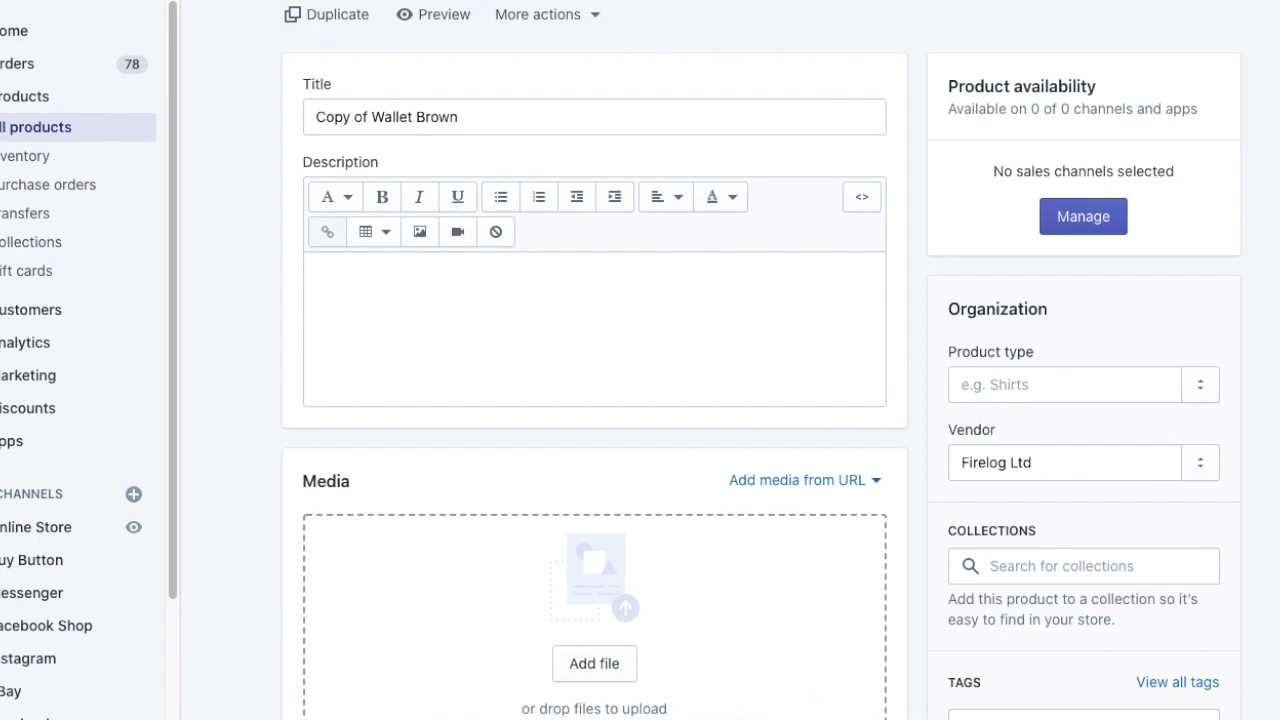 Duplicate Preview More actions
ome
rders 78
roducts
ll products
ventory
urchase orders
ransfers
ollections
ift cards
ustomers
nalytics
arketing
iscounts
pps
CHANNELS
nline Store
uy Button
essenger
acebook Shop
nstagram
Bay
Title
Copy of Wallet Brown
Description
A B I U A <>
Media Add media from URL
Add file
or drop files to upload
Product availability
Available on 0 of 0 channels and apps
No sales channels selected
Manage
Organization
Product type
e.g. Shirts
Vendor
Firelog Ltd
COLLECTIONS
Search for collections
Add this product to a collection so it's
easy to find in your store.
TAGS View all tags